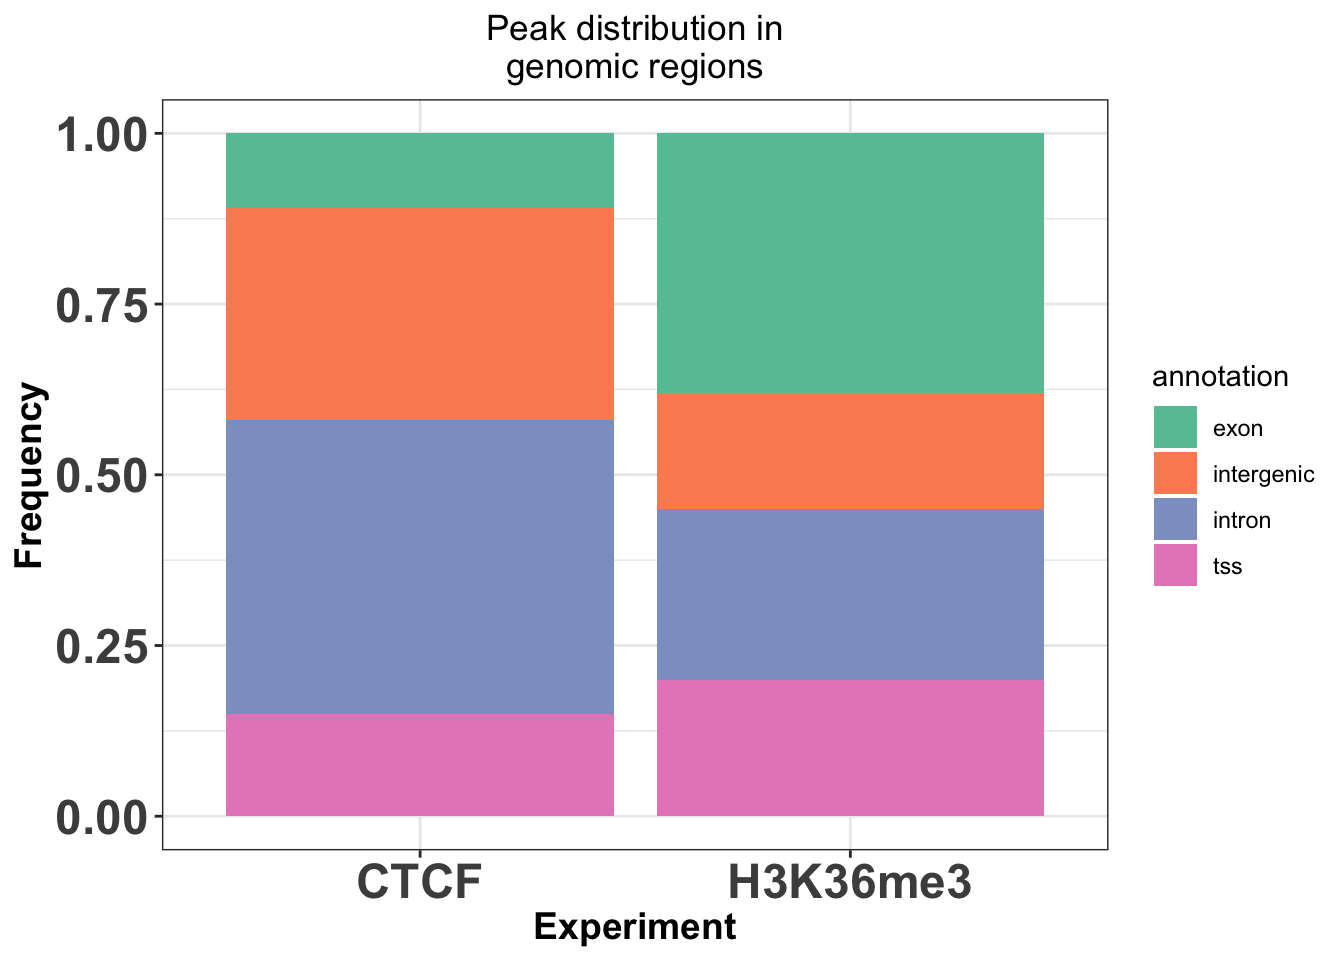 Peak distribution in
genomic regions
Frequency
1.00
0.75
0.50
0.25
0.00
CTCF
H3K36me3
Experiment
annotation
exon
intergenic
intron
tss